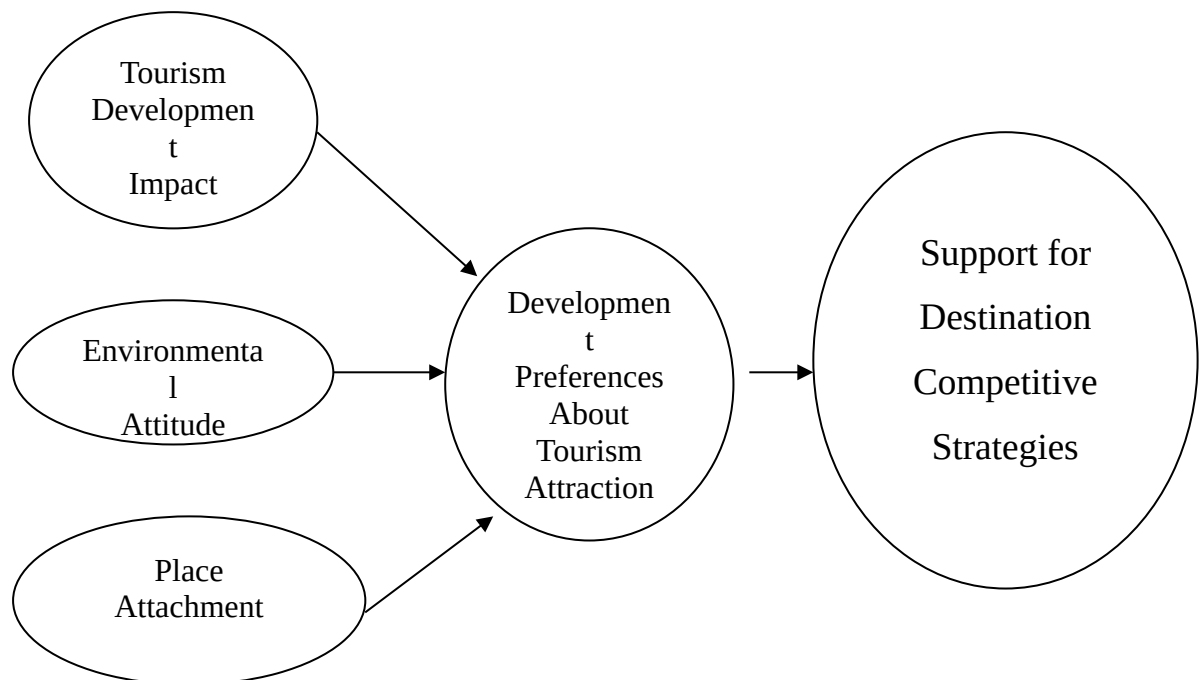 Tourism
Developmen
t
Impact
Environmenta
l
Attitude
Place
Attachment
Developmen
t
Preferences
About
Tourism
Attraction
Support for
Destination
Competitive
Strategies